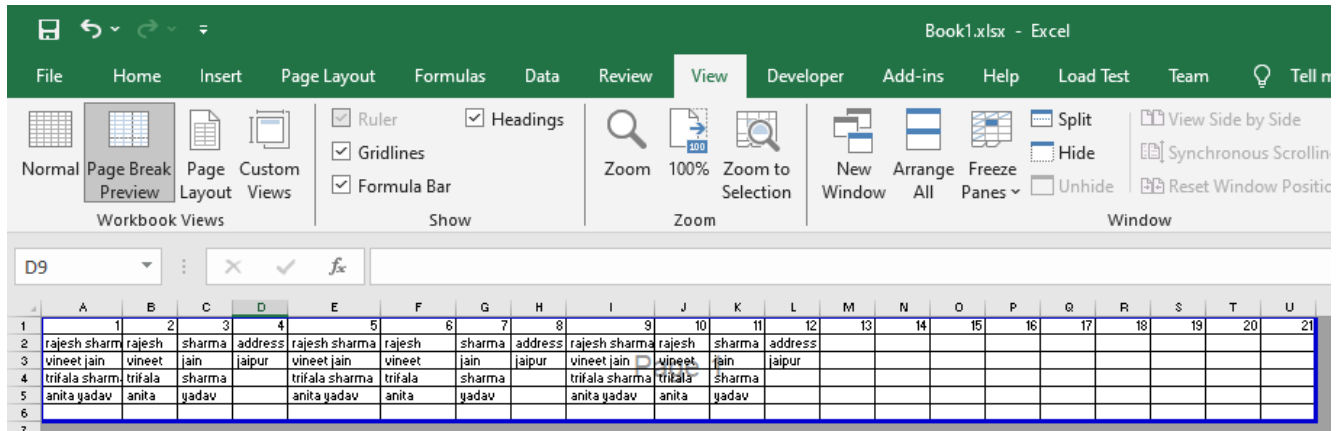 Book1.xlsx - Excel
File Home Insert Page Layout Formulas Data Review View Developer Add-ins Help Load Test Team Tell
Ruler Headings Split View Side by Side
Gridlines Hide
Normal Page Break Page Custom Zoom 100% Zoom to New Arrange Freeze
Formula Bar Unhide Reset Window
Preview Layout Views Selection Window All Panes
Workbook Views Show Zoom Window
D9 fx
A B C D E F G H I J K L M N O P Q R S T U
1 1 2 3 4 5 6 7 8 9 10 11 12 13 14 15 16 17 18 19 20 21
2 rajesh sharm rajesh sharma address rajesh sharma rajesh sharma address rajesh sharma rajesh sharma address
3 vineet jain vineet jain jaipur vineet jain vineet jain jaipur vineet jain vineet jain jaipur
Page 1
4 trifala sharm trifala sharma trifala sharma trifala sharma trifala sharma trifala sharma
5 anita yadav anita yadav anita yadav anita yadav anita yadav anita yadav
6
7